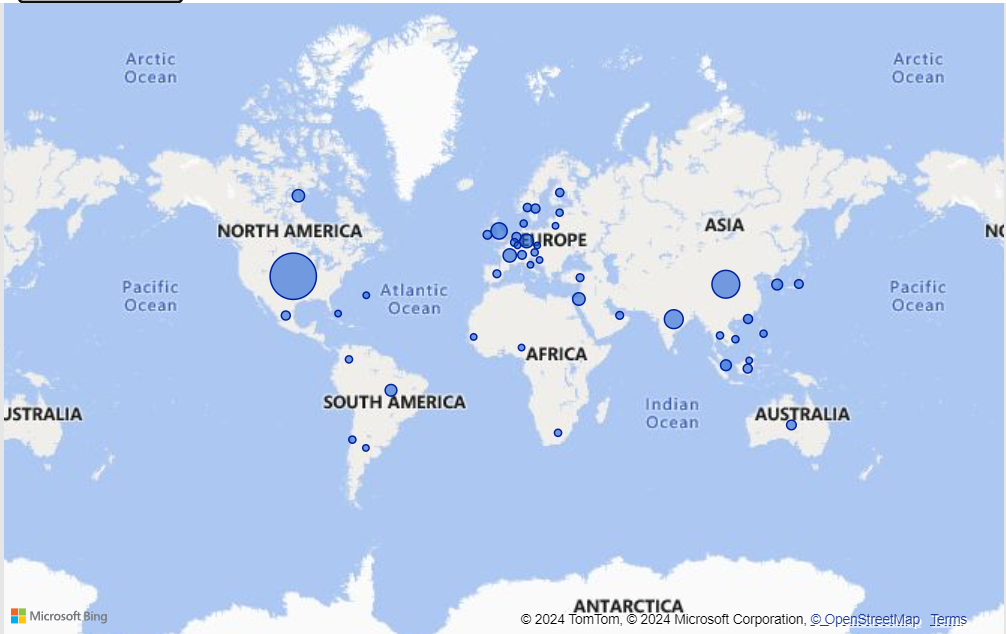 Arctic
Ocean
Arctic
Ocean
NORTH AMERICA
EUROPE
ASIA
NO
Pacific
Ocean
Atlantic
Ocean
Pacific
Ocean
AFRICA
SOUTH AMERICA
Indian
Ocean
USTRALIA
AUSTRALIA
ANTARCTICA
Microsoft Bing
© 2024 TomTom, © 2024 Microsoft Corporation, © OpenStreetMap Terms